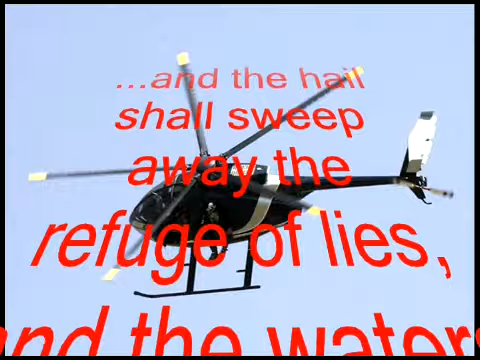 ...and the hail
shall sweep
away the
refuge of lies,
and the waters